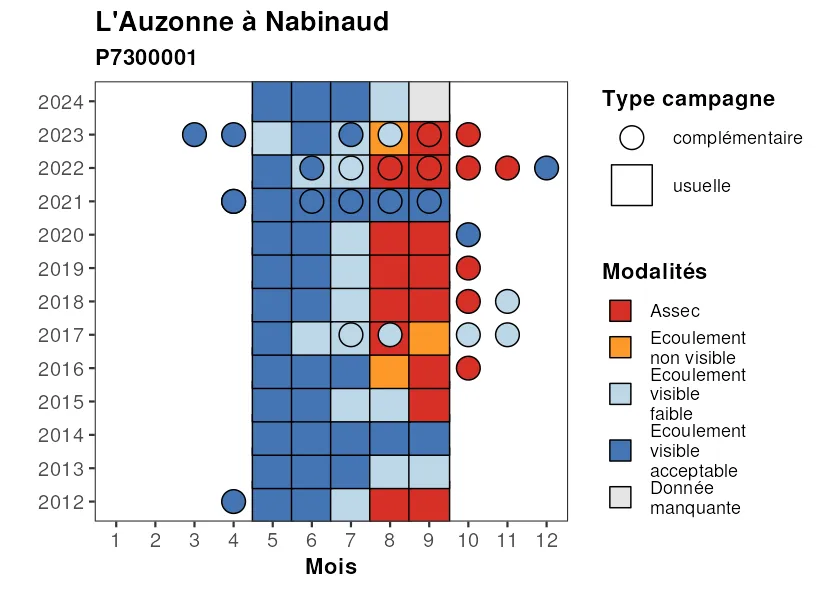 L'Auzonne à Nabinaud
P7300001
2024
2023
2022
2021
2020
2019
2018
2017
2016
2015
2014
2013
2012
1 2 3 4 5 6 7 8 9 10 11 12
Mois
Type campagne
complémentaire
usuelle
Modalités
Assec
Ecoulement
non visible
Ecoulement
visible
faible
Ecoulement
visible
acceptable
Donnée
manquante